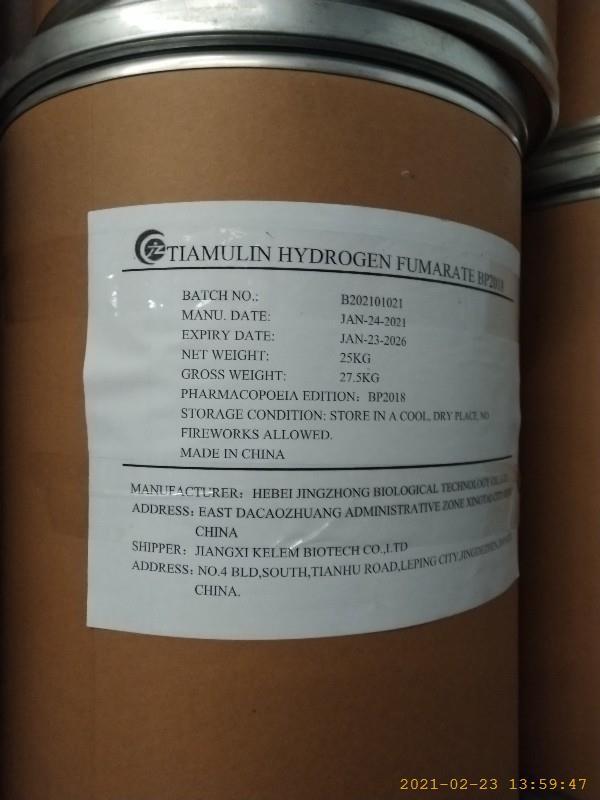 TIAMULIN HYDROGEN FUMARATE BP2018
BATCH NO.: B202101021
MANU. DATE: JAN-24-2021
EXPIRY DATE: JAN-23-2026
NET WEIGHT: 25KG
GROSS WEIGHT: 27.5KG
PHARMACOPOEIA EDITION: BP2018
STORAGE CONDITION: STORE IN A COOL, DRY PLACE, NO
FIREWORKS ALLOWED.
MADE IN CHINA
MANUFACTURER: HEBEI JINGZHONG BIOLOGICAL TECHNOLOGY CO.,
ADDRESS: EAST DACAOZHUANG ADMINISTRATIVE ZONE XINGTAI CITY
CHINA
SHIPPER: JIANGXI KELEM BIOTECH CO.,LTD
ADDRESS: NO.4 BLD,SOUTH,TIANHU ROAD,LEPING CITY,
CHINA.
2021-02-23 13:59:47